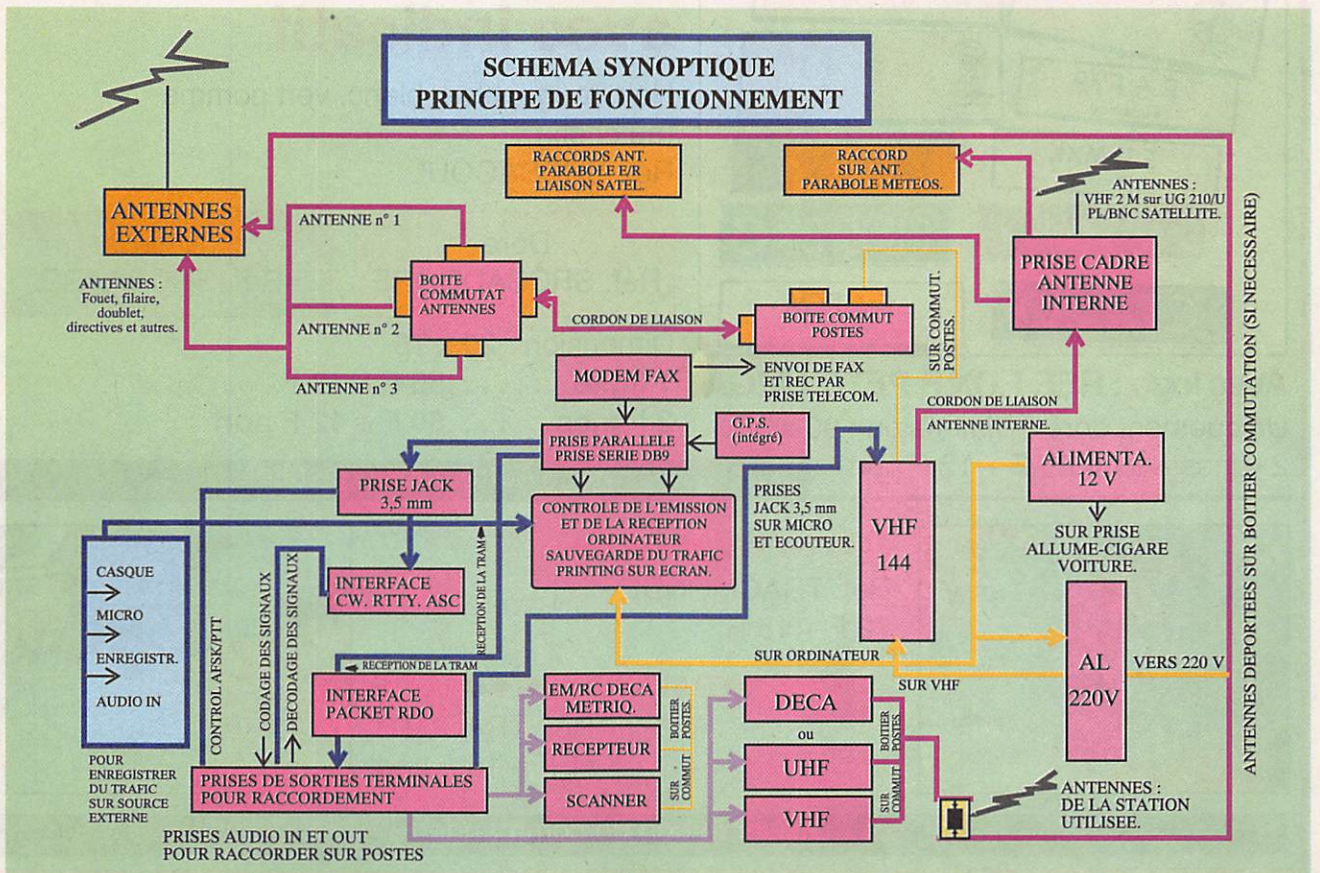 SCHEMA SYNOPTIQUE
PRINCIPE DE FONCTIONNEMENT
RACCORDS ANT.
PARABOLE E/R
LIAISON SATEL.
RACCORD
SUR ANT.
PARABOLE METEOS.
ANTENNES :
VHF 2 M sur UG 210/U
PL/BNC SATELLITE.
ANTENNES
EXTERNES
ANTENNE n° 1
ANTENNES :
Fouet, filaire,
doublet,
directives et autres.
BOITE
COMMUTAT
ANTENNES
ANTENNE n° 2
ANTENNE n° 3
CORDON DE LIAISON
BOITE COMMUT
POSTES
SUR COMMUT.
POSTES.
PRISE CADRE
ANTENNE
INTERNE
ANTENNES DEPORTEES SUR BOITIER COMMUTATION (SI NECESSAIRE)
MODEM FAX
ENVOI DE FAX
ET REC PAR
PRISE TELECOM.
CORDON DE LIAISON
ANTENNE INTERNE.
G.P.S.
(intégré)
PRISE PARALLELE
PRISE SERIE DB9
PRISE JACK
3,5 mm
ALIMENTA.
12 V
SUR PRISE
ALLUME-CIGARE
VOITURE.
PRISES
JACK 3,5 mm
SUR MICRO
ET ECOUTEUR.
VHF
144
CONTROLE DE L'EMISSION
ET DE LA RECEPTION
ORDINATEUR
SAUVEGARDE DU TRAFIC
PRINTING SUR ECRAN.
CASQUE
MICRO
ENREGISTR.
AUDIO IN
INTERFACE
CW. RTTY. ASC
RECEPTION DE LA TRAM
CONTROL AFSK/PTT
CODAGE DES SIGNAUX
DECODAGE DES SIGNAUX
RECEPTION DE LA TRAM
SUR ORDINATEUR
SUR VHF
AL
220V
VERS 220 V
INTERFACE
PACKET RDO
EM/RC DECA
METRIQ.
RECEPTEUR
SCANNER
BOITIER
POSTES.
SUR
COMMUT
DECA
ou
UHF
VHF
BOITIER
POSTES.
SUR
COMMUT
POUR
ENREGISTRER
DU TRAFIC
SUR SOURCE
EXTERNE
PRISES DE SORTIES TERMINALES
POUR RACCORDEMENT
ANTENNES :
DE LA STATION
UTILISEE.
PRISES AUDIO IN ET OUT
POUR RACCORDER SUR POSTES